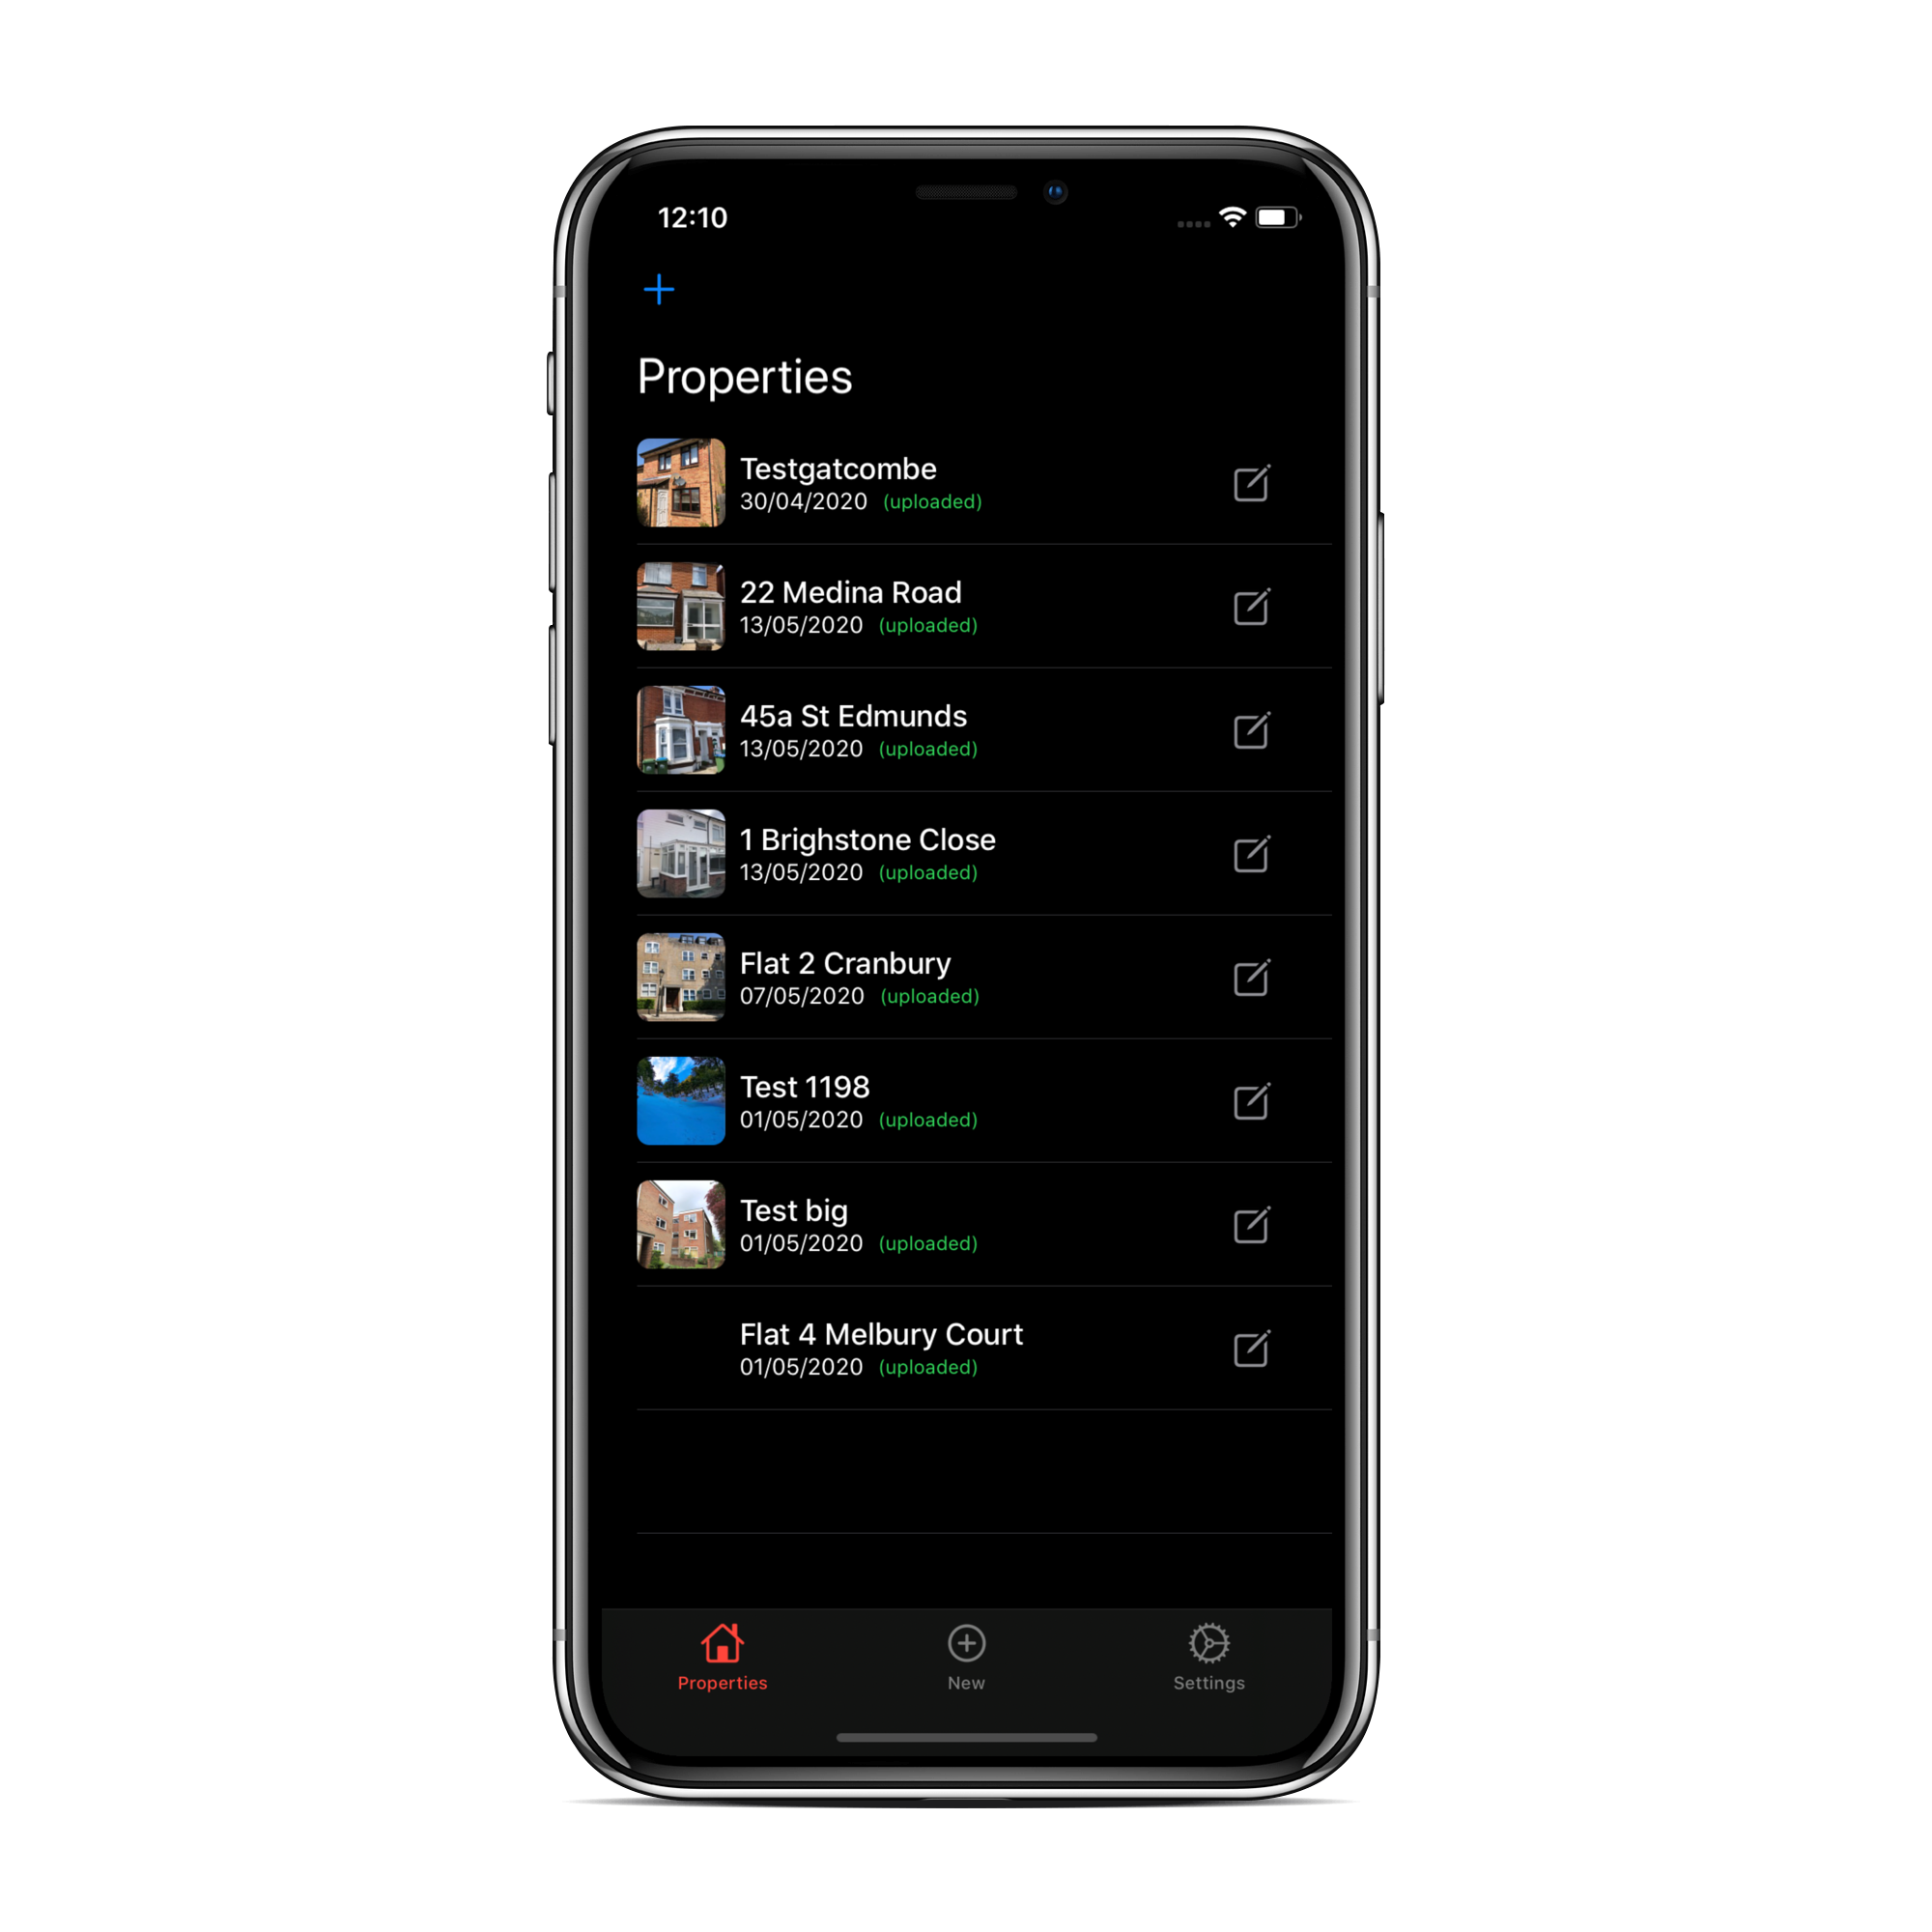 12:10
Properties
Testgatcombe
30/04/2020 (uploaded)
22 Medina Road
13/05/2020 (uploaded)
45a St Edmunds
13/05/2020 (uploaded)
1 Brighstone Close
13/05/2020 (uploaded)
Flat 2 Cranbury
07/05/2020 (uploaded)
Test 1198
01/05/2020 (uploaded)
Test big
01/05/2020 (uploaded)
Flat 4 Melbury Court
01/05/2020 (uploaded)
Properties New Settings